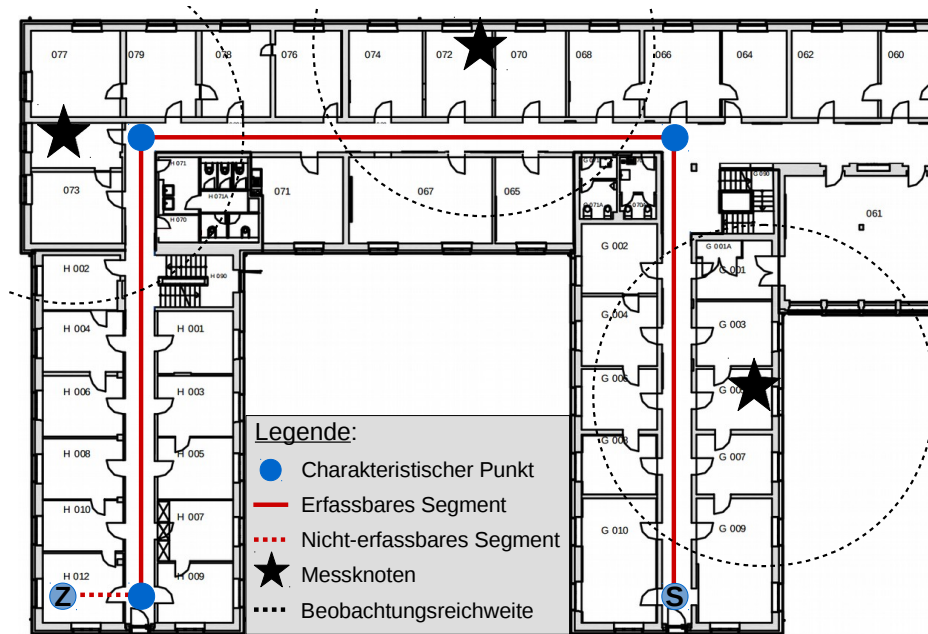 077
079
078
076
074
072
070
068
066
064
062
060
073
H 071
H 071A
H 070
071
067
065
G 071A
G 090
061
G 002
G 001A
G 001
H 002
H 090
H 004
H 001
G 004
G 003
H 006
H 003
G 006
H 008
H 005
G 008
G 007
H 010
H 007
G 010
G 009
H 012
H 009
Z
S
Legende:
Charakteristischer Punkt
Erfassbares Segment
Nicht-erfassbares Segment
Messknoten
Beobachtungsreichweite